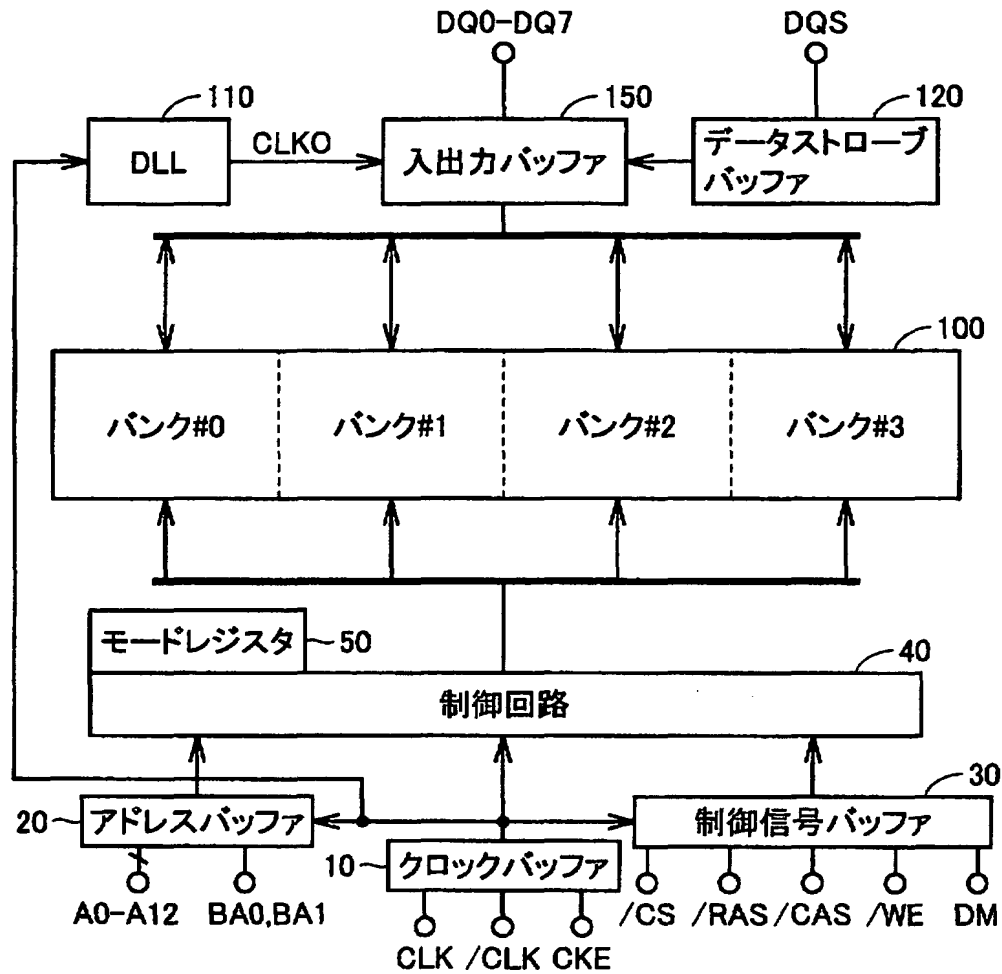 DQ0-DQ7
DQS
110
150
120
DLL
CLKO
入出力バッファ
データストローブ
バッファ
100
バンク#0
バンク#1
バンク#2
バンク#3
モードレジスタ
50
40
制御回路
30
20
アドレスバッファ
制御信号バッファ
10
クロックバッファ
A0-A12
BA0,BA1
/CS
/RAS
/CAS
/WE
DM
CLK
/CLK
CKE